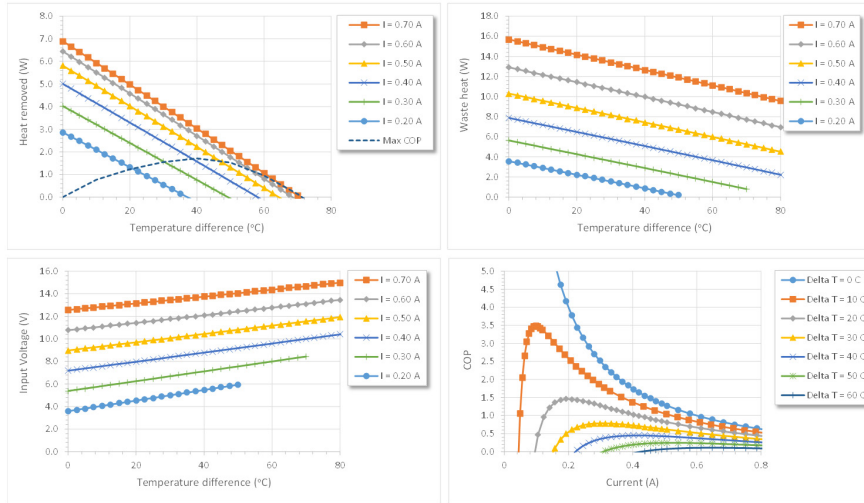 8.0
7.0
6.0
5.0
4.0
3.0
2.0
1.0
0.0
0 20 40 60 80
Heat removed (W)
Temperature difference (°C)
I = 0.70 A
I = 0.60 A
I = 0.50 A
I = 0.40 A
I = 0.30 A
I = 0.20 A
Max COP
18.0
16.0
14.0
12.0
10.0
8.0
6.0
4.0
2.0
0.0
0 20 40 60 80
Waste heat (W)
Temperature difference (°C)
I = 0.70 A
I = 0.60 A
I = 0.50 A
I = 0.40 A
I = 0.30 A
I = 0.20 A
16.0
14.0
12.0
10.0
8.0
6.0
4.0
2.0
0.0
0 20 40 60 80
Input Voltage (V)
Temperature difference (°C)
I = 0.70 A
I = 0.60 A
I = 0.50 A
I = 0.40 A
I = 0.30 A
I = 0.20 A
5.0
4.5
4.0
3.5
3.0
2.5
2.0
1.5
1.0
0.5
0.0
0 0.2 0.4 0.6 0.8
COP
Current (A)
Delta T = 0 C
Delta T = 10 C
Delta T = 20 C
Delta T = 30 C
Delta T = 40 C
Delta T = 50 C
Delta T = 60 C